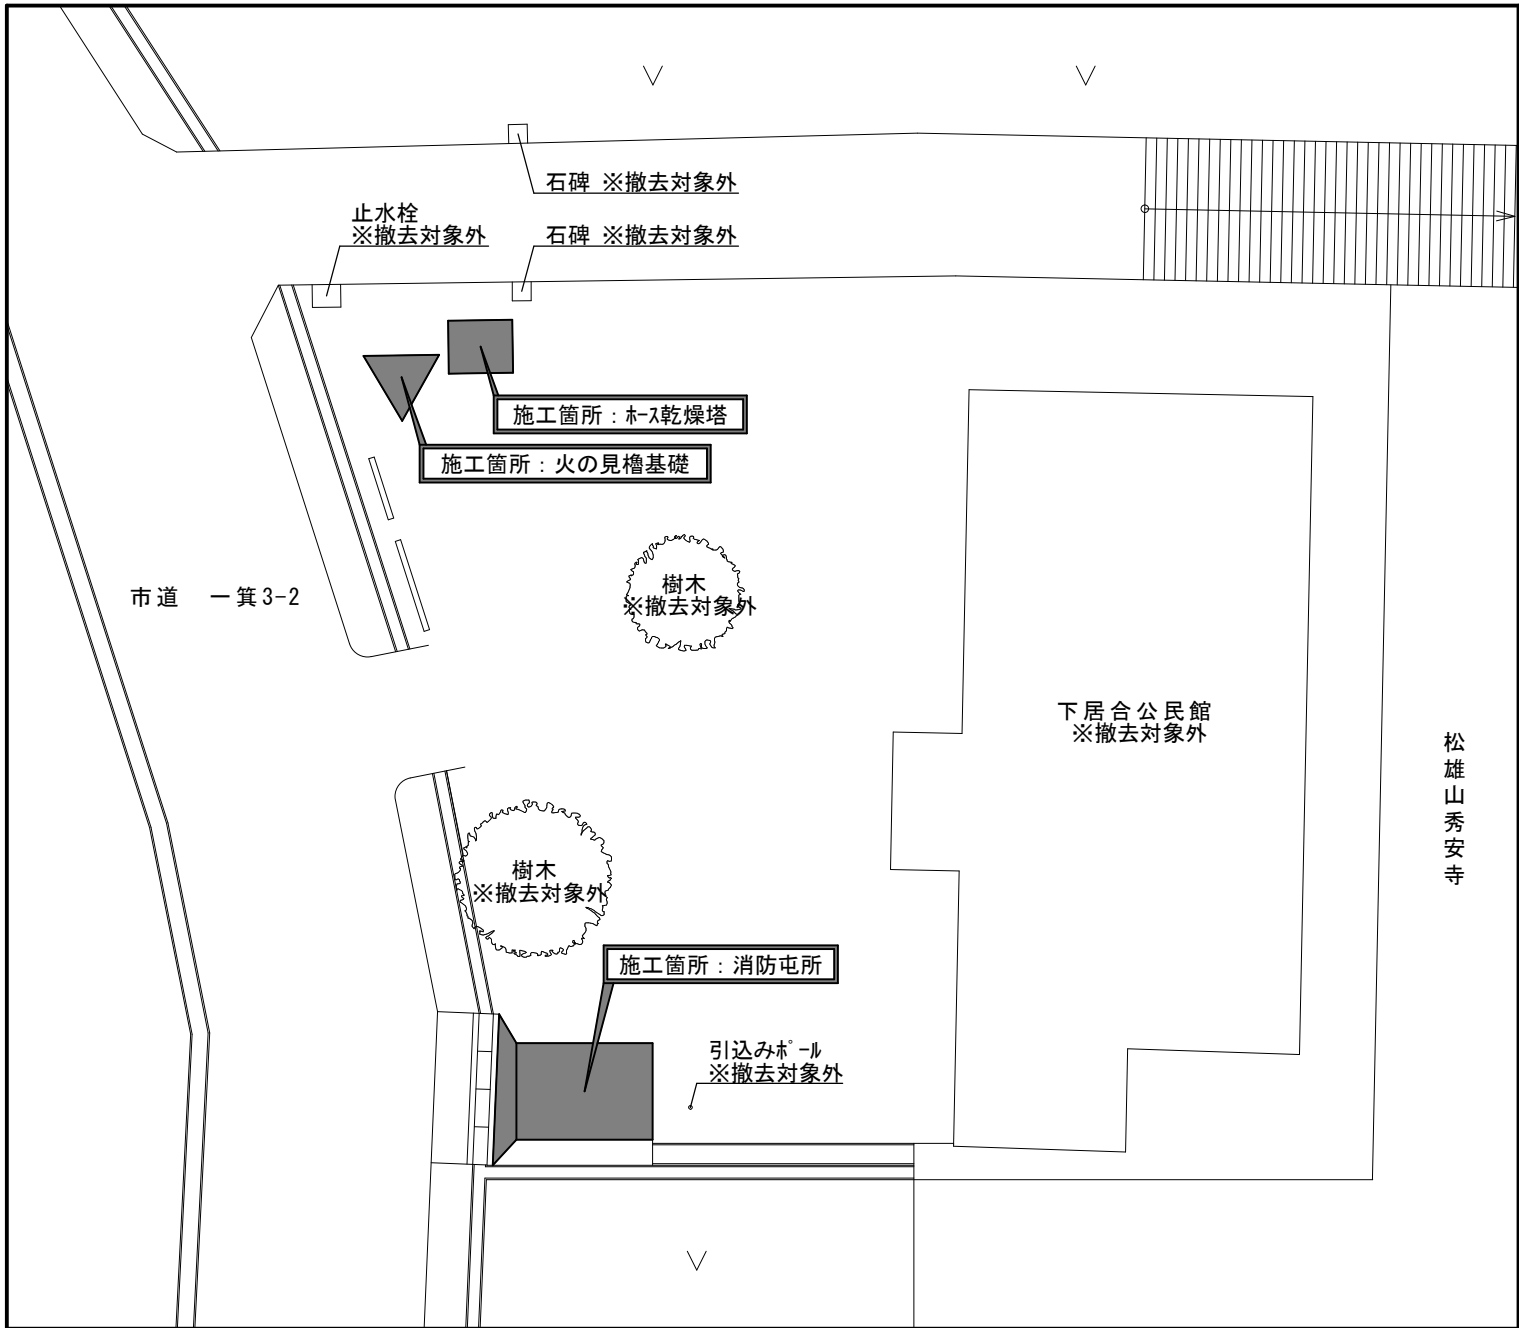 石碑 ※撤去対象外
止水栓
※撤去対象外
石碑 ※撤去対象外
施工箇所：ﾎｰｽ乾燥塔
施工箇所：火の見櫓基礎
樹木
※撤去対象外
市道　一箕3-2
下居合公民館
※撤去対象外
松雄山秀安寺
樹木
※撤去対象外
施工箇所：消防屯所
引込みﾎﾟｰﾙ
※撤去対象外